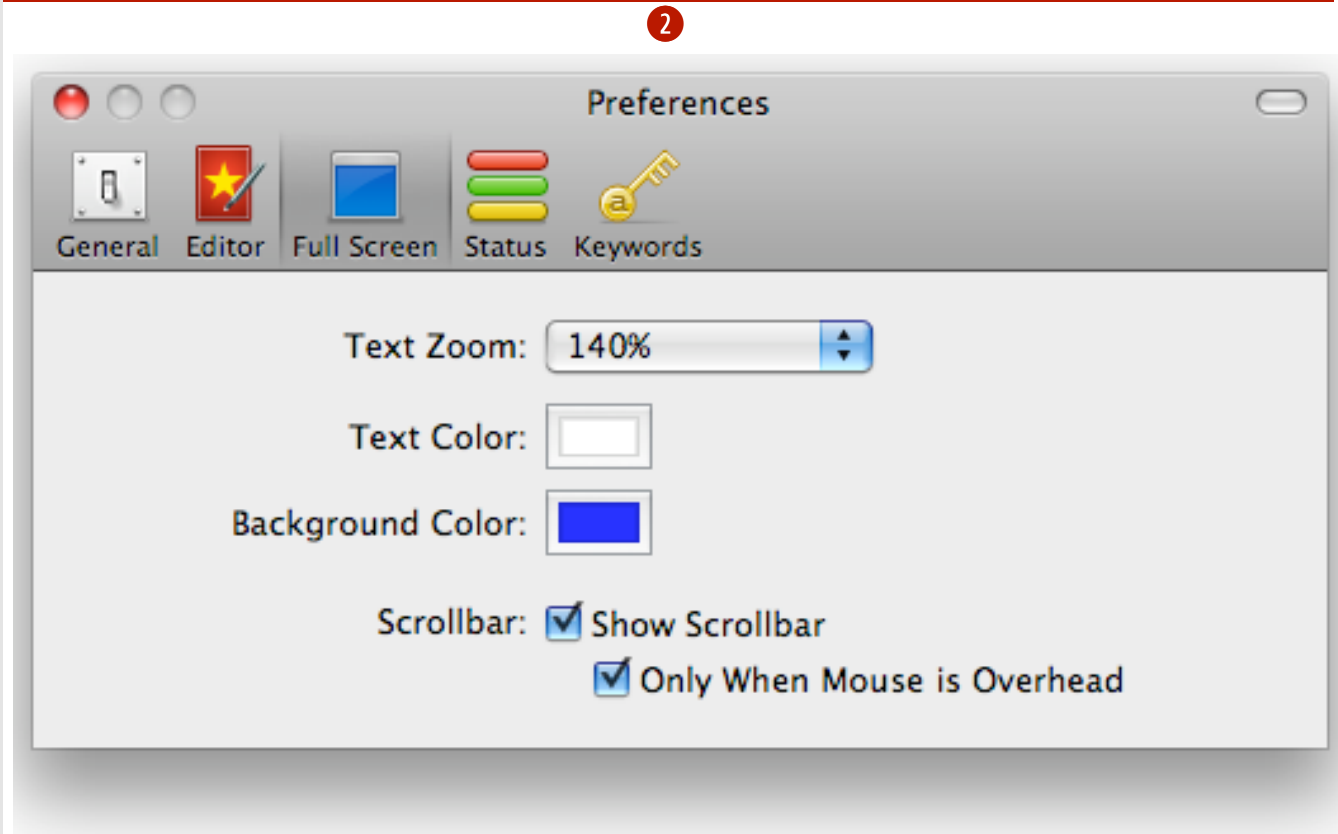 2
Preferences
General Editor Full Screen Status Keywords
Text Zoom: 140%
Text Color:
Background Color:
Scrollbar: Show Scrollbar
Only When Mouse is Overhead